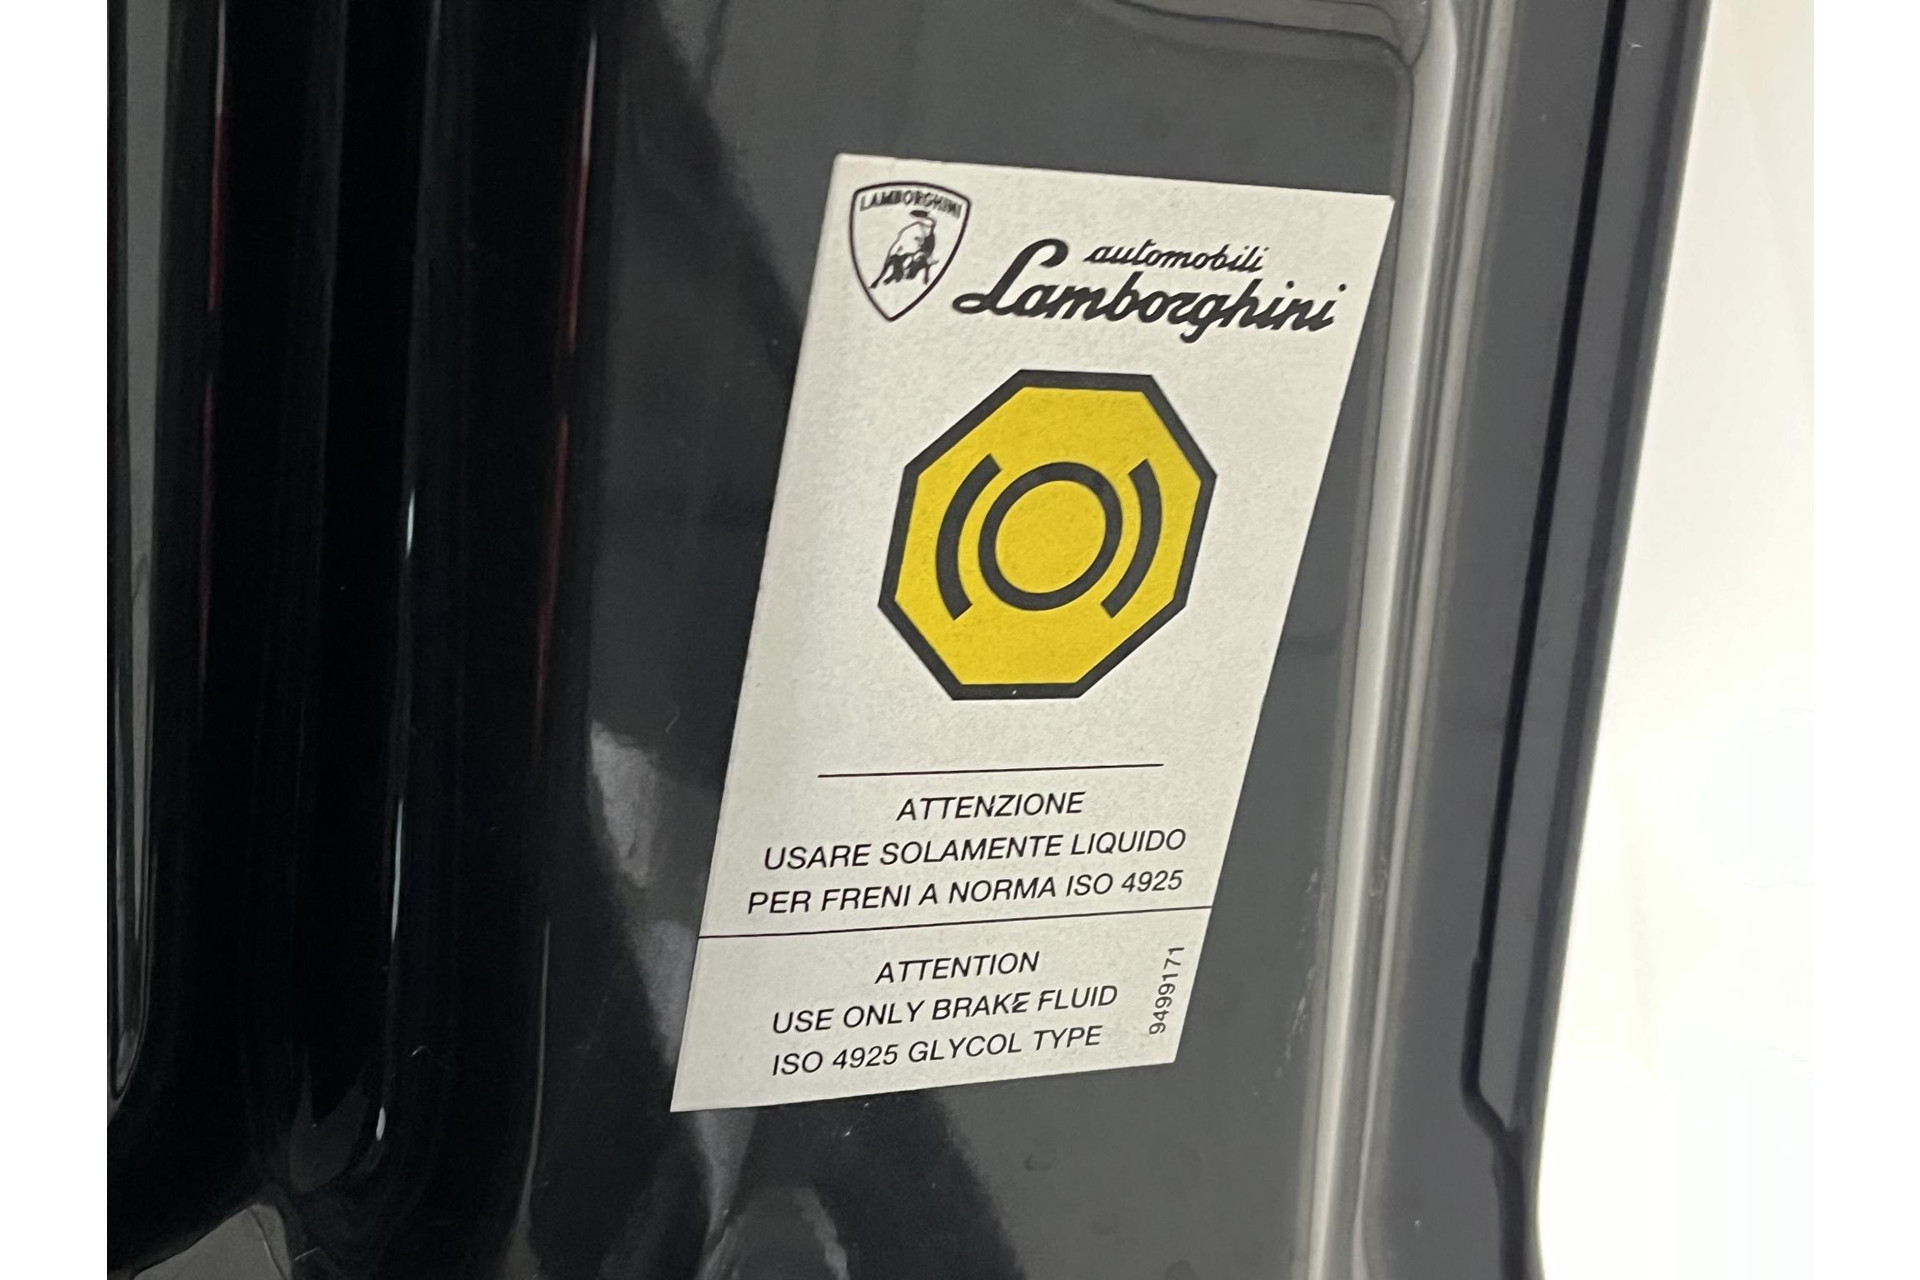 LAMBORGHINI
automobili
Lamborghini
ATTENZIONE
USARE SOLAMENTE LIQUIDO
PER FRENI A NORMA ISO 4925
ATTENTION
USE ONLY BRAKE FLUID
ISO 4925 GLYCOL TYPE
9499171